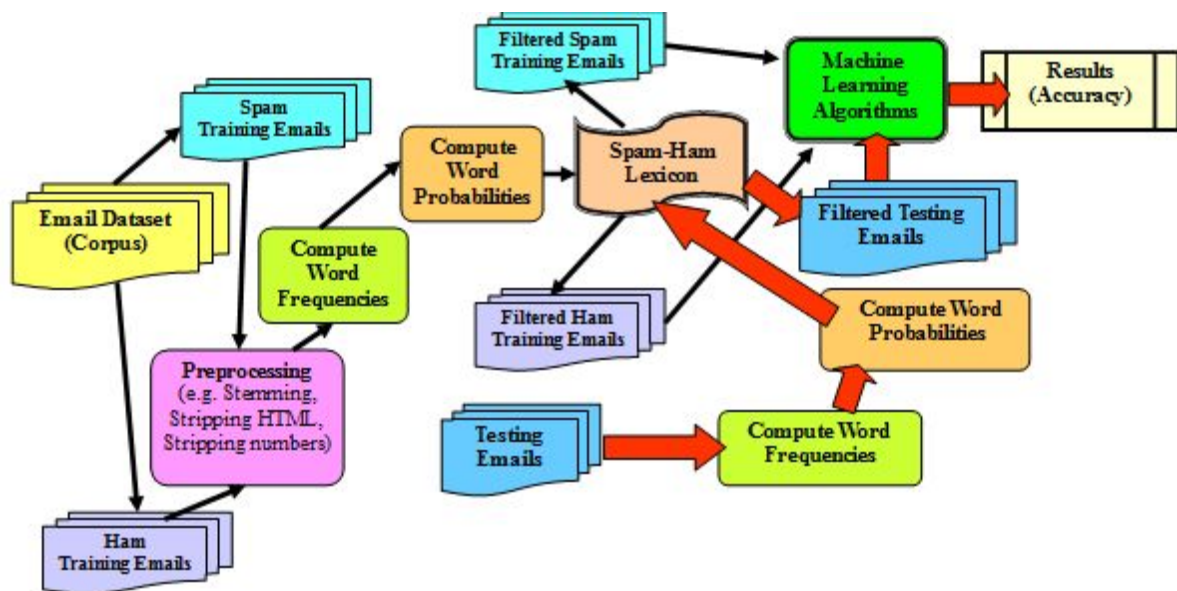 Filtered Spam
Training Emails
Machine
Learning
Algorithms
Results
(Accuracy)
Spam
Training Emails
Compute
Word
Probabilities
Spam-Ham
Lexicon
Email Dataset
(Corpus)
Filtered Testing
Emails
Compute
Word
Frequencies
Filtered Ham
Training Emails
Compute Word
Probabilities
Preprocessing
(e.g. Stemming,
Stripping HTML,
Stripping numbers)
Testing
Emails
Compute Word
Frequencies
Ham
Training Emails